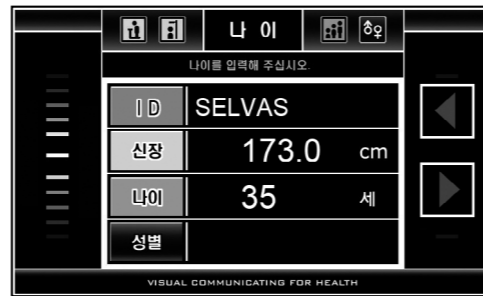 나 이
나이를 입력해 주십시오.
ID SELVAS
신장 173.0 cm
나이 35 세
성별
VISUAL COMMUNICATING FOR HEALTH